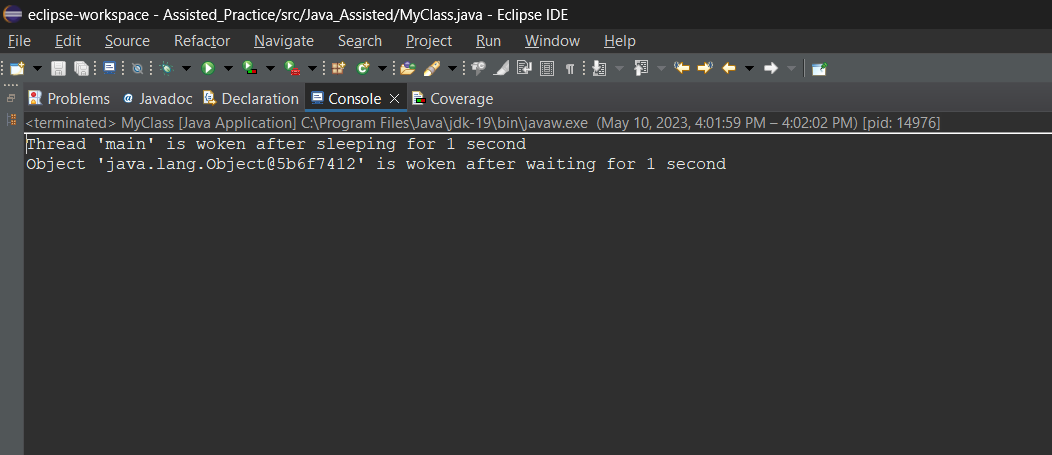 eclipse-workspace - Assisted_Practice/src/Java_Assisted/MyClass.java - Eclipse IDE
File Edit Source Refactor Navigate Search Project Run Window Help
Problems Javadoc Declaration Console Coverage
<terminated> MyClass [Java Application] C:\Program Files\Java\jdk-19\bin\javaw.exe (May 10, 2023, 4:01:59 PM – 4:02:02 PM) [pid: 14976]
Thread 'main' is woken after sleeping for 1 second
Object 'java.lang.Object@5b6f7412' is woken after waiting for 1 second